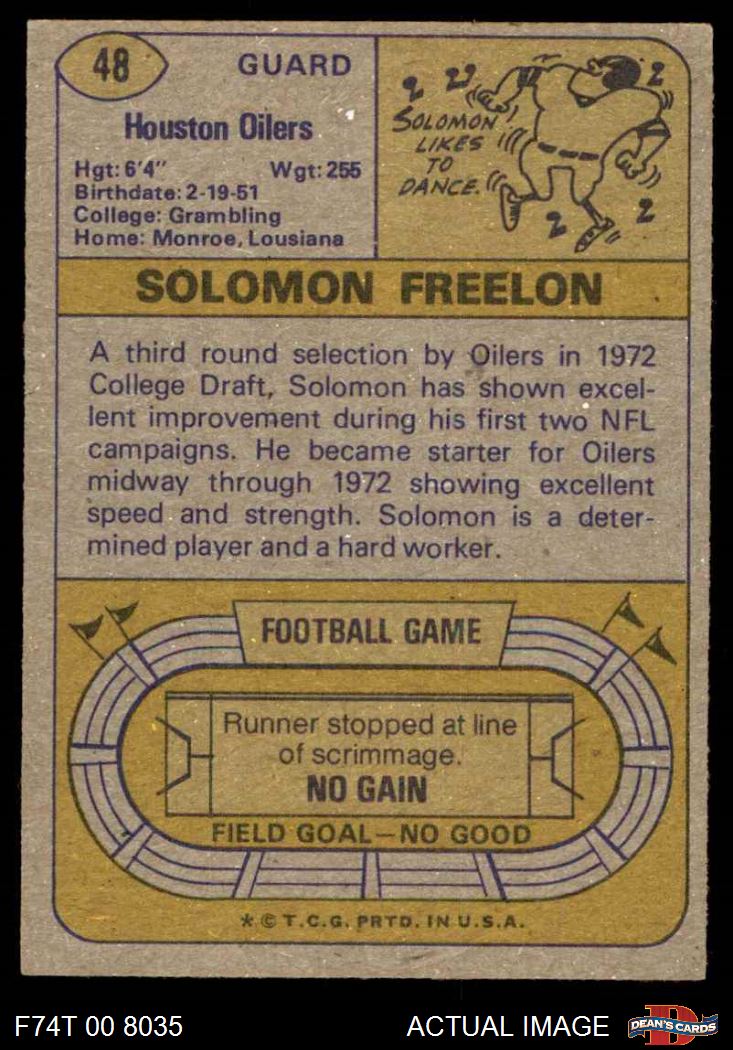 48
GUARD
Houston Oilers
Hgt: 6'4" Wgt: 255
Birthdate: 2-19-51
College: Grambling
Home: Monroe, Lousiana
SOLOMON
LIKES
TO
DANCE.
SOLOMON FREELON
A third round selection by Oilers in 1972
College Draft, Solomon has shown excel-
lent improvement during his first two NFL
campaigns. He became starter for Oilers
midway through 1972 showing excellent
speed and strength. Solomon is a deter-
mined player and a hard worker.
FOOTBALL GAME
Runner stopped at line
of scrimmage.
NO GAIN
FIELD GOAL—NO GOOD
* © T.C.G. PRTD. IN U.S.A.
F74T 00 8035 ACTUAL IMAGE
D
DEAN'S CARDS